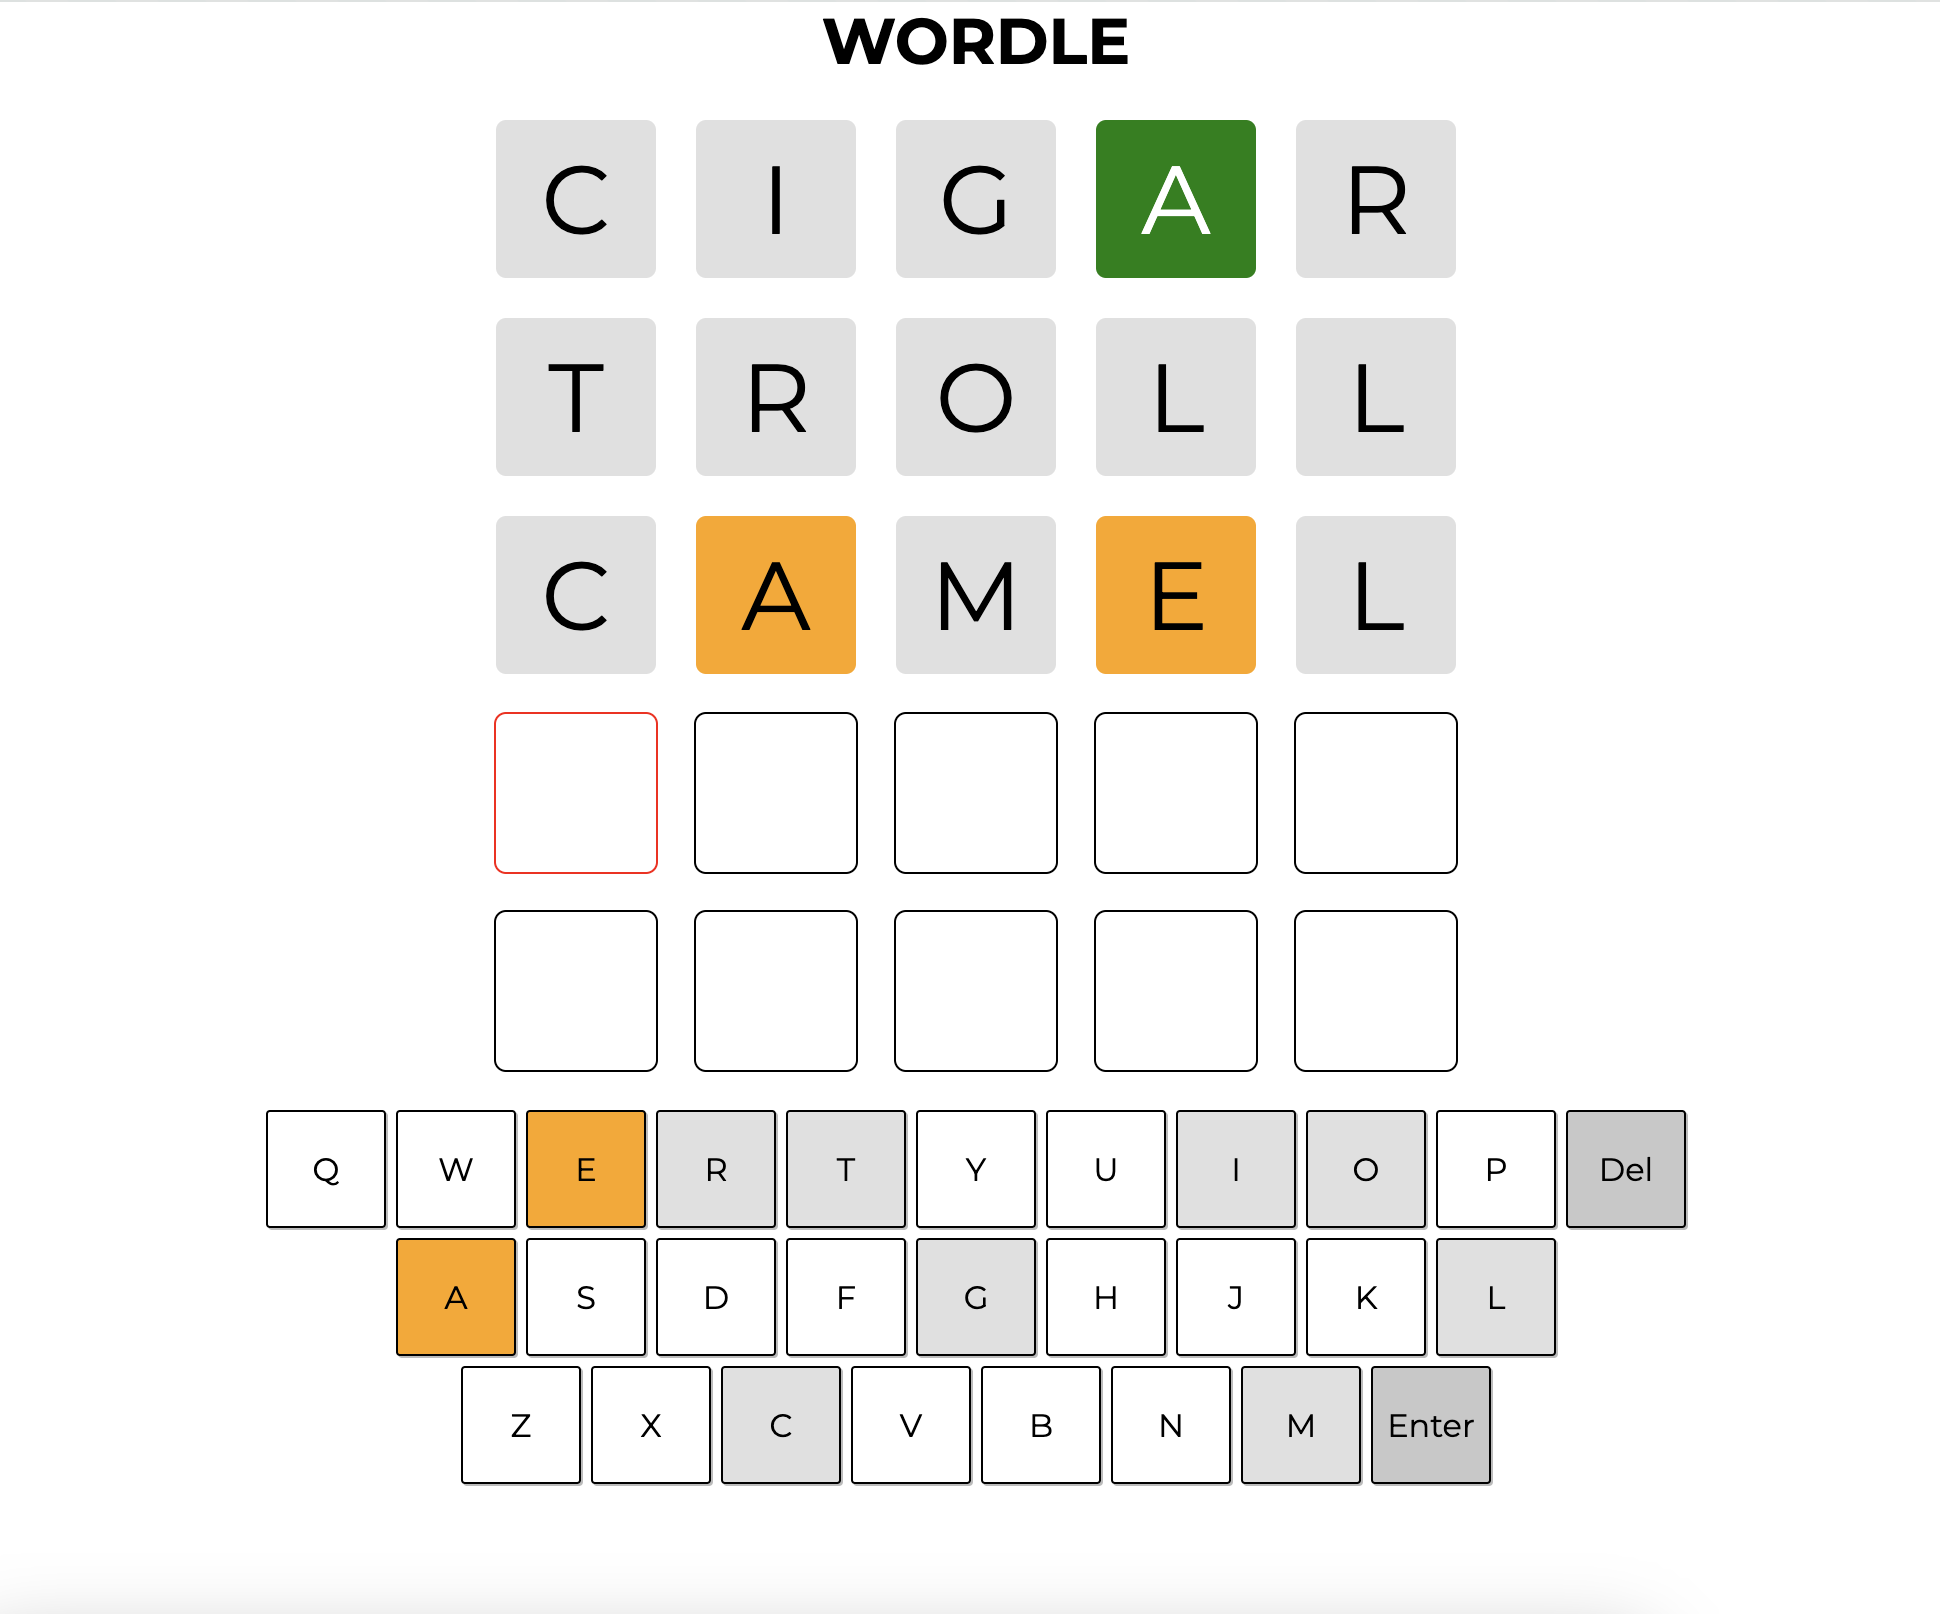 WORDLE
C I G A R
T R O L L
C A M E L
Q W E R T Y U I O P Del
A S D F G H J K L
Z X C V B N M Enter